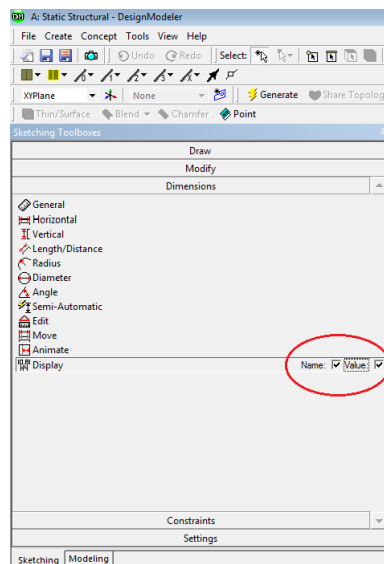 A: Static Structural - DesignModeler
File Create Concept Tools View Help
Undo Redo Select:
XYPlane None Generate Share Topolog
Thin/Surface Blend Chamfer Point
Sketching Toolboxes
Draw
Modify
Dimensions
General
Horizontal
Vertical
Length/Distance
Radius
Diameter
Angle
Semi-Automatic
Edit
Move
Animate
Display Name: Value:
Constraints
Settings
Sketching Modeling